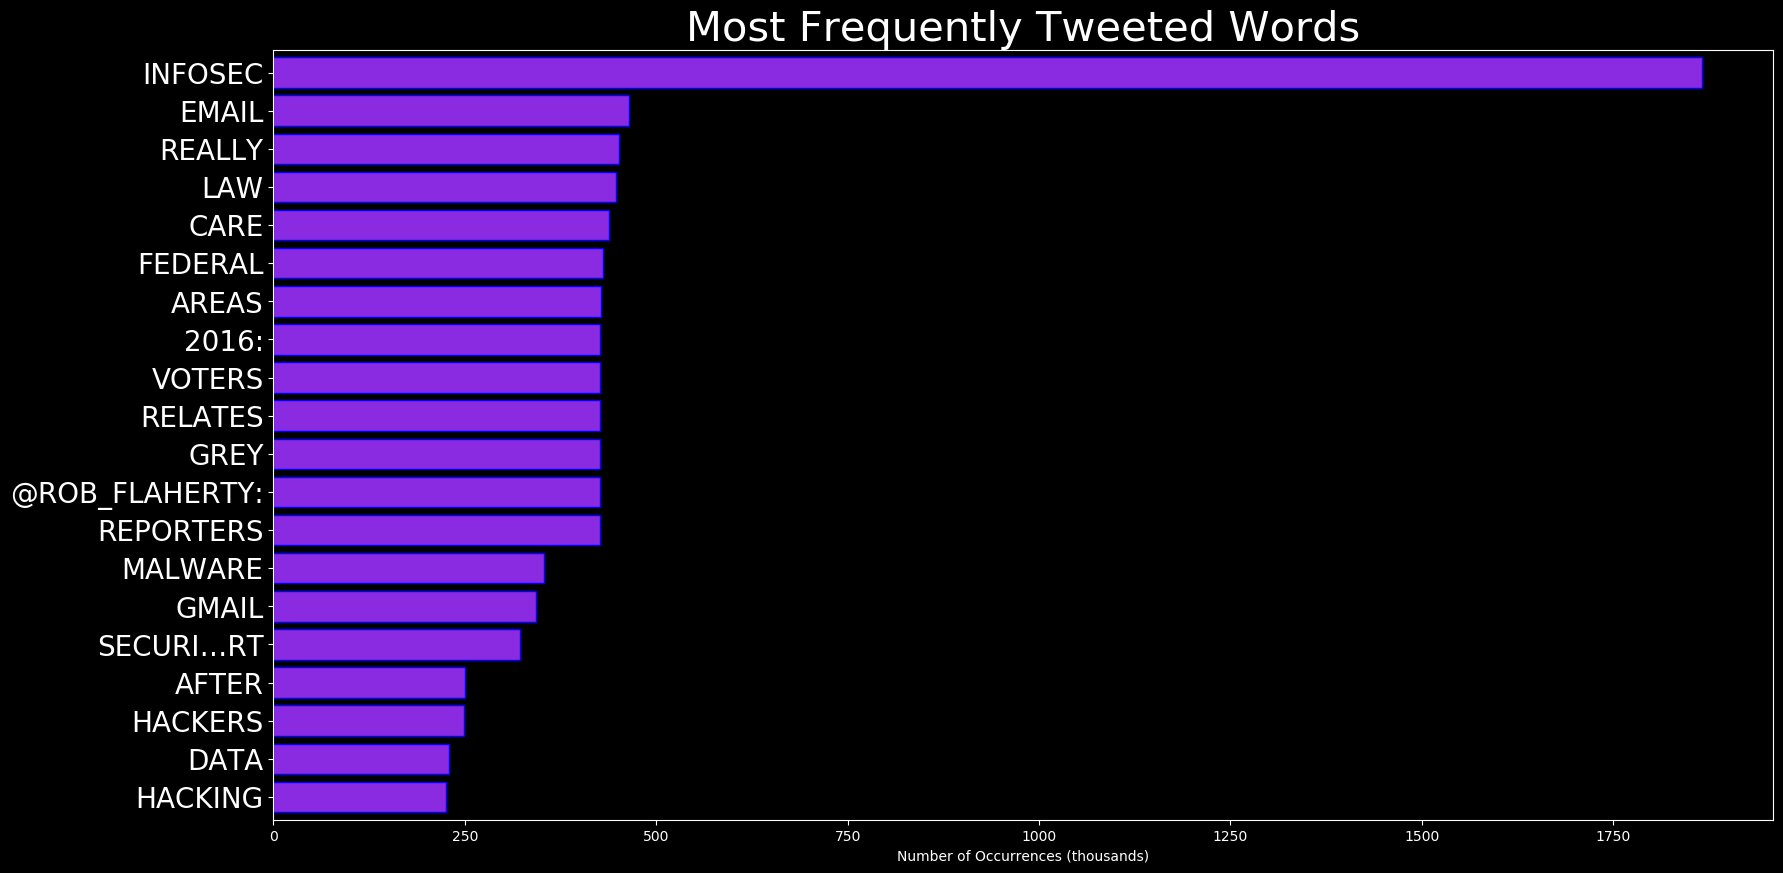 Most Frequently Tweeted Words
INFOSEC
EMAIL
REALLY
LAW
CARE
FEDERAL
AREAS
2016:
VOTERS
RELATES
GREY
@ROB_FLAHERTY:
REPORTERS
MALWARE
GMAIL
SECURI…RT
AFTER
HACKERS
DATA
HACKING
0 250 500 750 1000 1250 1500 1750
Number of Occurrences (thousands)